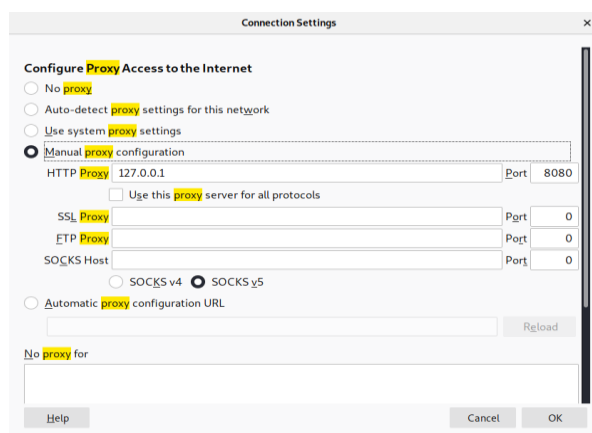 Connection Settings
Configure Proxy Access to the Internet
No proxy
Auto-detect proxy settings for this network
Use system proxy settings
Manual proxy configuration
HTTP Proxy 127.0.0.1 Port 8080
Use this proxy server for all protocols
SSL Proxy Port 0
FTP Proxy Port 0
SOCKS Host Port 0
SOCKS v4 SOCKS v5
Automatic proxy configuration URL
Reload
No proxy for
Help Cancel OK